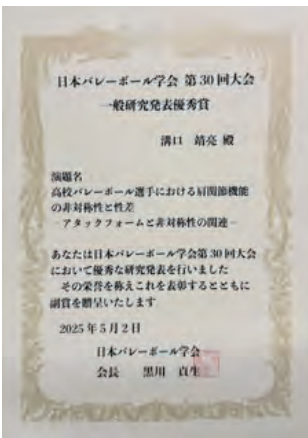 日本バレーボール学会 第30回大会
一般研究発表優秀賞
溝口 靖亮 殿
演題名
高校バレーボール選手における肩関節機能
の非対称性と性差
－アタックフォームと非対称性の関連－
あなたは日本バレーボール学会第30回大会
において優秀な研究発表を行いました
その栄誉を称えこれを表彰するとともに
副賞を贈呈いたします
2025年5月2日
日本バレーボール学会
会長 黒川 貞生